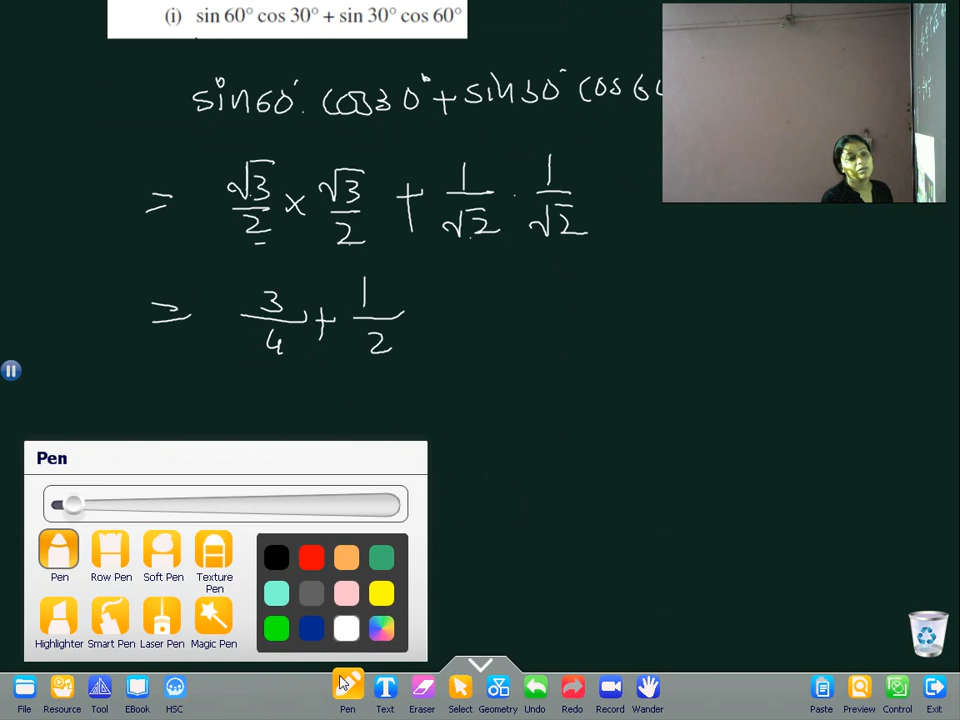 (i) sin 60° cos 30° + sin 30° cos 60°
sin60°. cos30° + sin30° cos 60
= √3/2 × √3/2 + 1/√2 . 1/√2
= 3/4 + 1/2
Pen
Pen Row Pen Soft Pen Texture Pen
Highlighter Smart Pen Laser Pen Magic Pen
File Resource Tool EBook HSC Pen Text Eraser Select Geometry Undo Redo Record Wander Paste Preview Control Exit